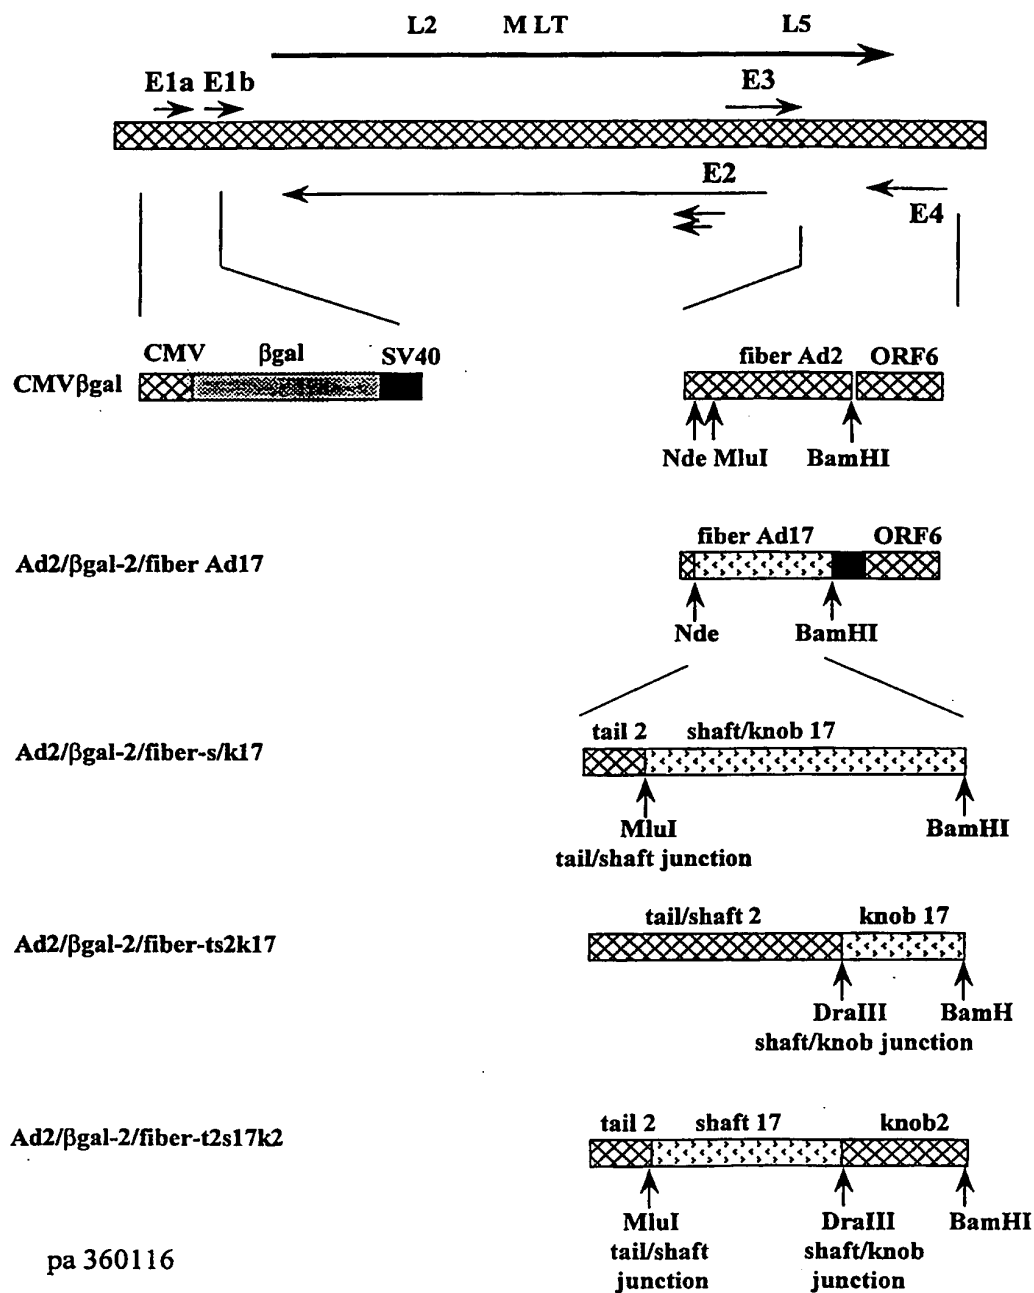 L2 MLT L5
E1a E1b E3
E2
E4
CMV βgal SV40 fiber Ad2 ORF6
CMVβgal
Nde MluI BamHI
fiber Ad17 ORF6
Ad2/βgal-2/fiber Ad17
Nde BamHI
tail 2 shaft/knob 17
Ad2/βgal-2/fiber-s/k17
MluI BamHI
tail/shaft junction
tail/shaft 2 knob 17
Ad2/βgal-2/fiber-ts2k17
DraIII BamH
shaft/knob junction
tail 2 shaft 17 knob2
Ad2/βgal-2/fiber-t2s17k2
MluI DraIII BamHI
tail/shaft shaft/knob
junction junction
pa 360116